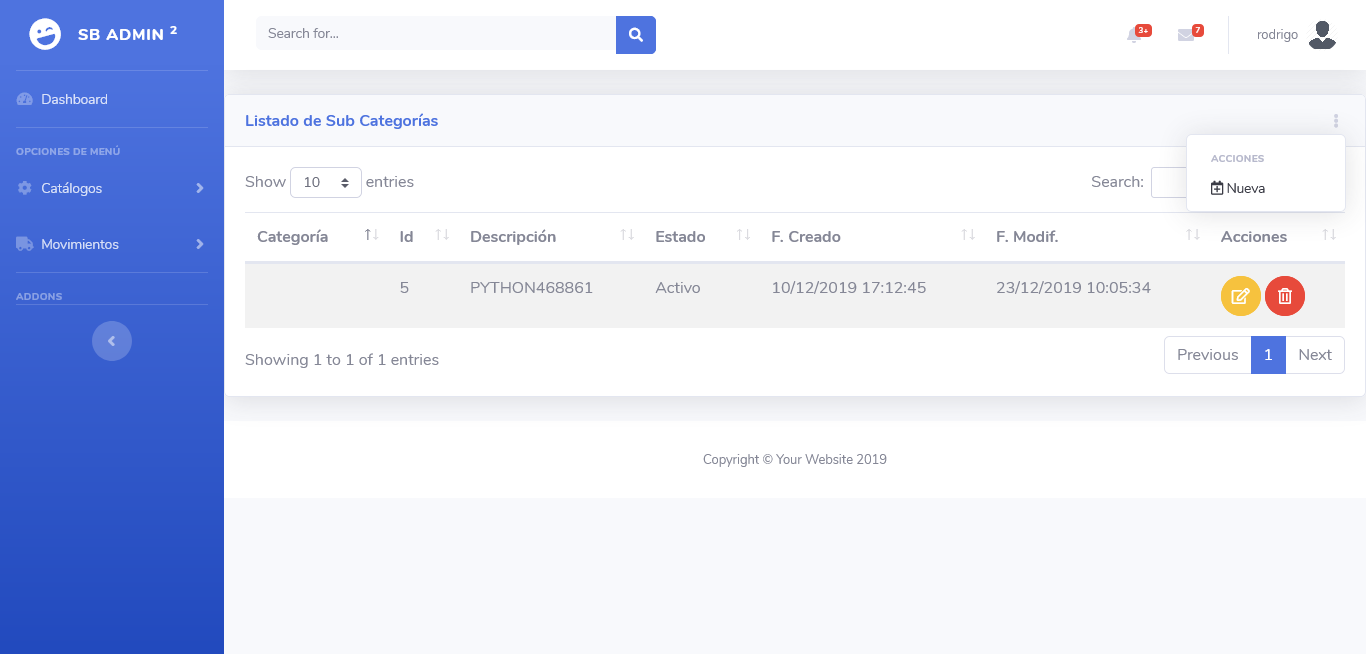 SB ADMIN 2
Search for...
3+
7
rodrigo
Dashboard
OPCIONES DE MENÚ
Catálogos
Movimientos
ADDONS
Listado de Sub Categorías
ACCIONES
Nueva
Show 10 entries
Search:
Categoría Id Descripción Estado F. Creado F. Modif. Acciones
5 PYTHON468861 Activo 10/12/2019 17:12:45 23/12/2019 10:05:34
Showing 1 to 1 of 1 entries
Previous 1 Next
Copyright © Your Website 2019